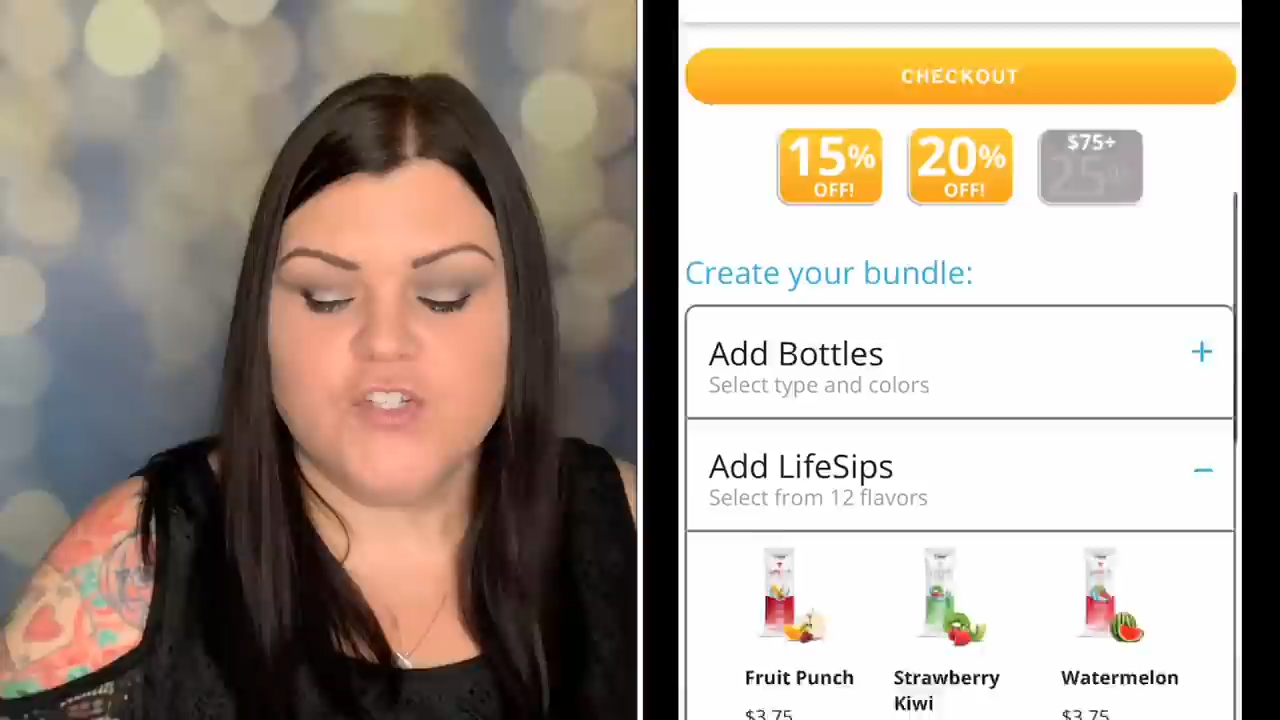 CHECKOUT
15% OFF!
20% OFF!
$75+
25%
Create your bundle:
Add Bottles
Select type and colors
Add LifeSips
Select from 12 flavors
Fruit Punch
Strawberry Kiwi
Watermelon
$3.75
$3.75